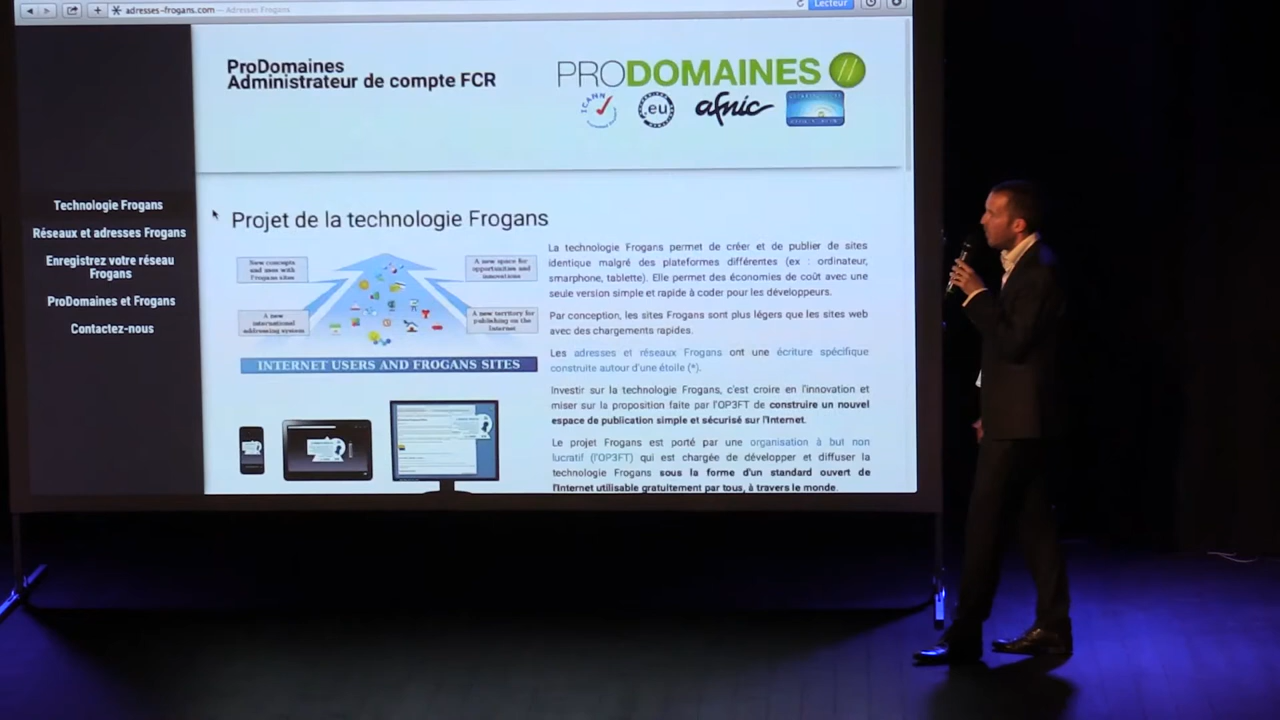 adresses-frogans.com — Adresses Frogans
Lecteur
ProDomaines
Administrateur de compte FCR
PRODOMAINES
ICANN
.eu
afnic
Technologie Frogans
Réseaux et adresses Frogans
Enregistrez votre réseau
Frogans
ProDomaines et Frogans
Contactez-nous
Projet de la technologie Frogans
New concepts
and uses with
Frogans sites
A new space for
opportunities and
innovations
A new
international
addressing system
A new territory for
publishing on the
Internet
INTERNET USERS AND FROGANS SITES
La technologie Frogans permet de créer et de publier de sites
identique malgré des plateformes différentes (ex : ordinateur,
smarphone, tablette). Elle permet des économies de coût avec une
seule version simple et rapide à coder pour les développeurs.
Par conception, les sites Frogans sont plus légers que les sites web
avec des chargements rapides.
Les adresses et réseaux Frogans ont une écriture spécifique
construite autour d'une étoile (*).
Investir sur la technologie Frogans, c'est croire en l'innovation et
miser sur la proposition faite par l'OP3FT de construire un nouvel
espace de publication simple et sécurisé sur l'Internet.
Le projet Frogans est porté par une organisation à but non
lucratif (l'OP3FT) qui est chargée de développer et diffuser la
technologie Frogans sous la forme d'un standard ouvert de
l'Internet utilisable gratuitement par tous, à travers le monde.